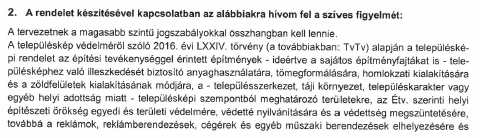 2. A rendelet készítésével kapcsolatban az alábbiakra hívom fel a szíves figyelmét:
A tervezetnek a magasabb szintű jogszabályokkal összhangban kell lennie.
A településkép védelméről szóló 2016. évi LXXIV. törvény (a továbbiakban: TvTv) alapján a településké-
pi rendelet az építési tevékenységgel érintett építmények - ideértve a sajátos építményfajtákat is - tele-
pülésképhez való illeszkedését biztosító anyaghasználatára, tömegformálására, homlokzati kialakítására
és a zöldfelületek kialakításának módjára, a - településszerkezet, táji környezet, településkarakter vagy
egyéb helyi adottság miatt - településképi szempontból meghatározó területekre, az Étv. szerinti helyi
építészeti örökség egyedi és területi védelmére, védetté nyilvánítására és a védettség megszüntetésére,
továbbá a reklámok, reklámberendezések, cégérek és egyéb műszaki berendezések elhelyezésére és